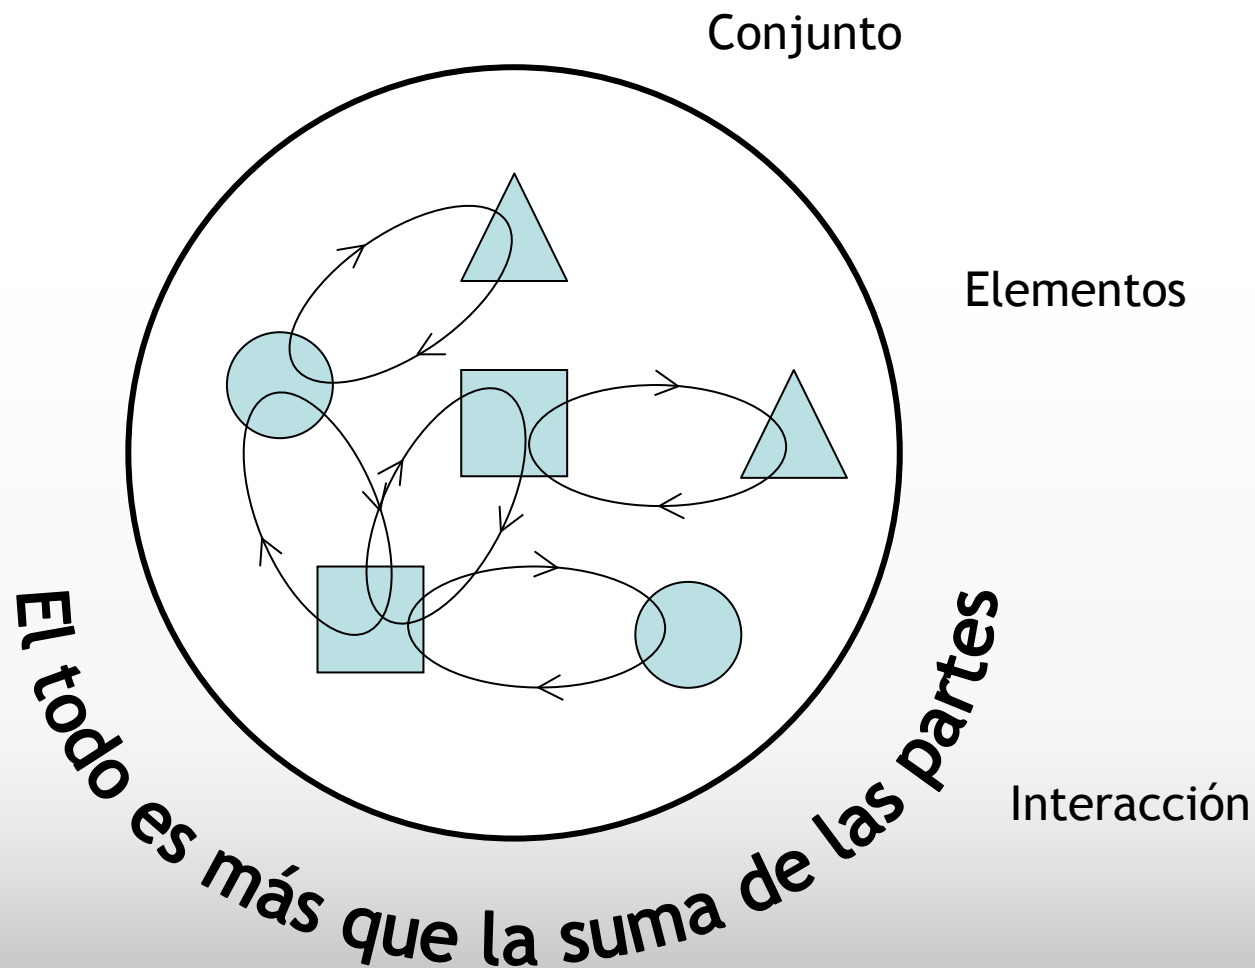 Conjunto
Elementos
Interacción
El todo es más que la suma de las partes